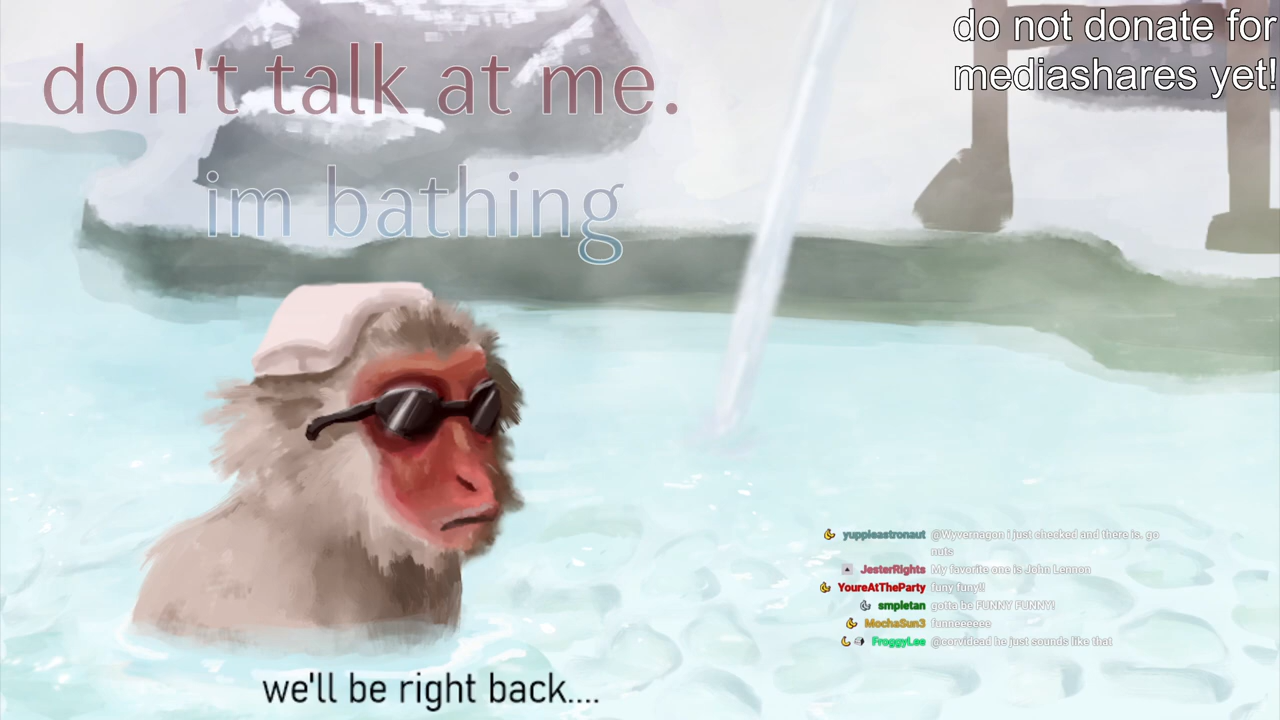 don't talk at me.
im bathing
do not donate for
mediashares yet!
yuppieastronaut @Wyvernagon i just checked and there is. go
nuts
JesterRights My favorite one is John Lennon
YoureAtTheParty funy funy!!
smpletan gotta be FUNNY FUNNY!
MochaSun3 funneeeeee
FroggyLee @corvidead he just sounds like that
we'll be right back....